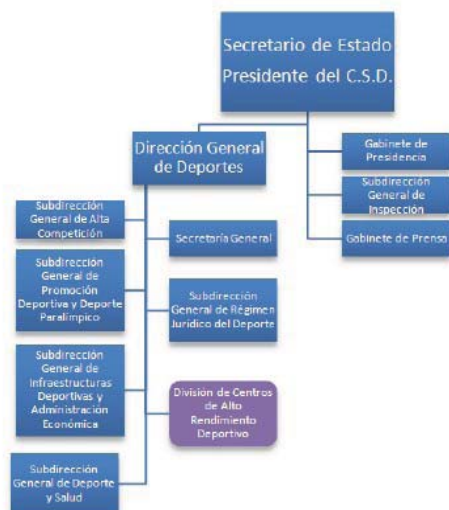 Secretario de Estado
Presidente del C.S.D.
Dirección General
de Deportes
Gabinete de
Presidencia
Subdirección
General de
Inspección
Gabinete de Prensa
Subdirección
General de Alta
Competición
Secretaría General
Subdirección
General de
Promoción
Deportiva y Deporte
Paralímpico
Subdirección
General de Régimen
Jurídico del Deporte
Subdirección
General de
Infraestructuras
Deportivas y
Administración
Económica
División de Centros
de Alto
Rendimiento
Deportivo
Subdirección
General de Deporte
y Salud